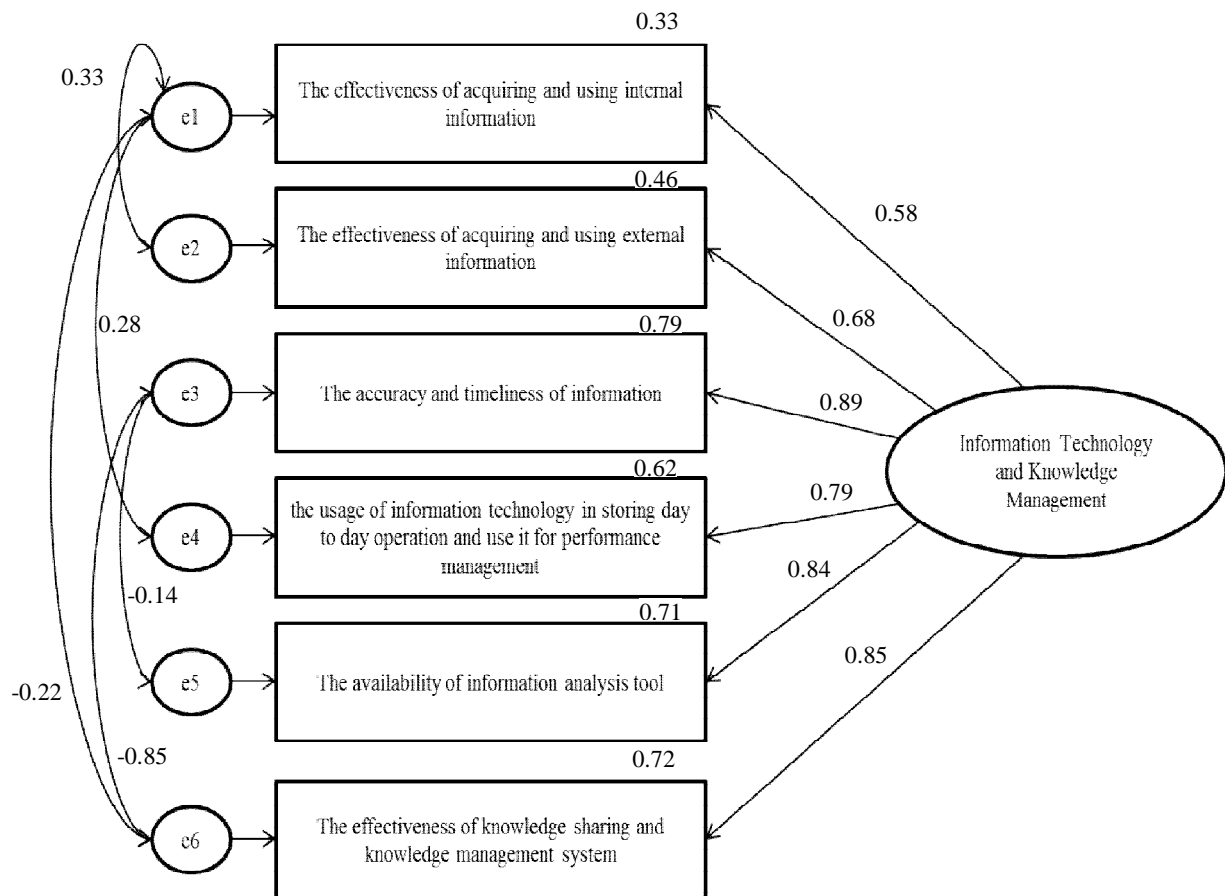 0.33
0.33
e1
The effectiveness of acquiring and using internal
information
0.46
0.58
e2
The effectiveness of acquiring and using external
information
0.68
0.28
0.79
e3
The accuracy and timeliness of information
0.89
Information Technology
and Knowledge
Management
0.62
0.79
e4
the usage of information technology in storing day
to day operation and use it for performance
management
0.84
-0.14
0.71
e5
The availability of information analysis tool
0.85
-0.22
-0.85
0.72
e6
The effectiveness of knowledge sharing and
knowledge management system